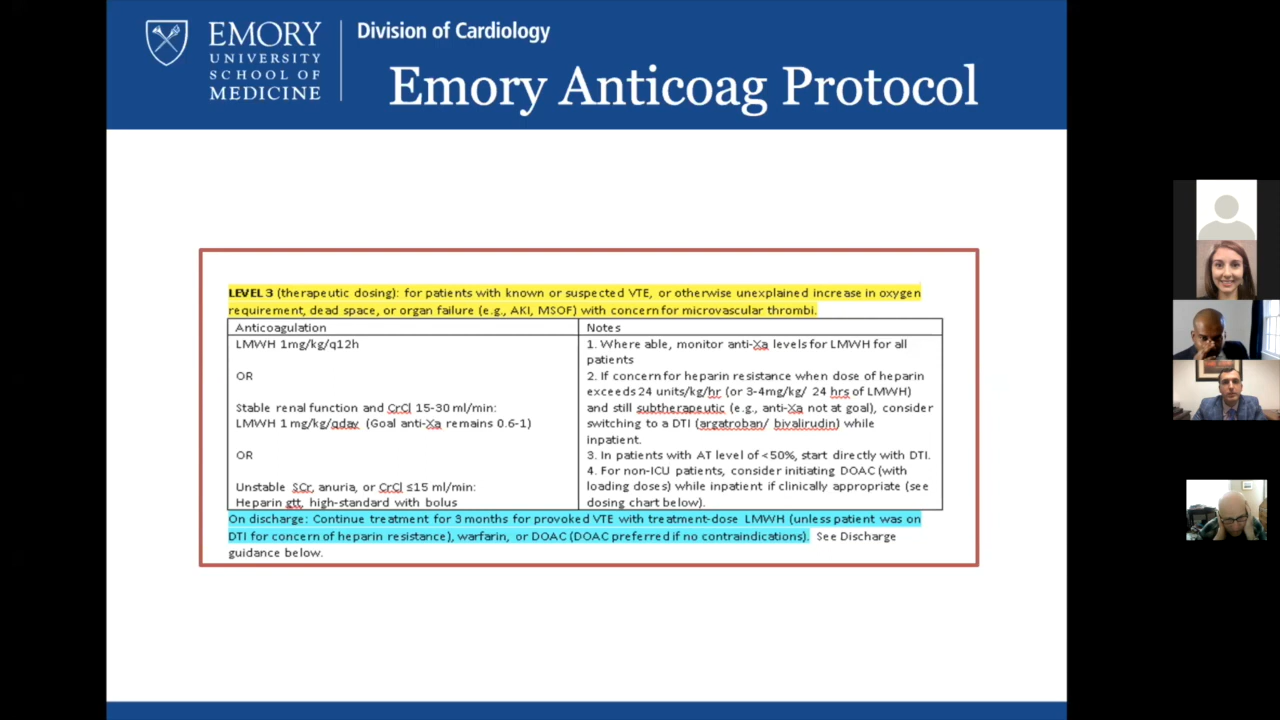 EMORY
UNIVERSITY
SCHOOL OF
MEDICINE
Division of Cardiology
Emory Anticoag Protocol
LEVEL 3 (therapeutic dosing): for patients with known or suspected VTE, or otherwise unexplained increase in oxygen
requirement, dead space, or organ failure (e.g., AKI, MSOF) with concern for microvascular thrombi.
Anticoagulation
LMWH 1mg/kg/q12h
OR
Stable renal function and CrCl 15-30 ml/min:
LMWH 1 mg/kg/qday (Goal anti-Xa remains 0.6-1)
OR
Unstable SCr, anuria, or CrCl ≤15 ml/min:
Heparin gtt, high-standard with bolus
Notes
1. Where able, monitor anti-Xa levels for LMWH for all
patients
2. If concern for heparin resistance when dose of heparin
exceeds 24 units/kg/hr (or 3-4mg/kg/ 24 hrs of LMWH)
and still subtherapeutic (e.g., anti-Xa not at goal), consider
switching to a DTI (argatroban/ bivalirudin) while
inpatient.
3. In patients with AT level of <50%, start directly with DTI.
4. For non-ICU patients, consider initiating DOAC (with
loading doses) while inpatient if clinically appropriate (see
dosing chart below).
On discharge: Continue treatment for 3 months for provoked VTE with treatment-dose LMWH (unless patient was on
DTI for concern of heparin resistance), warfarin, or DOAC (DOAC preferred if no contraindications). See Discharge
guidance below.